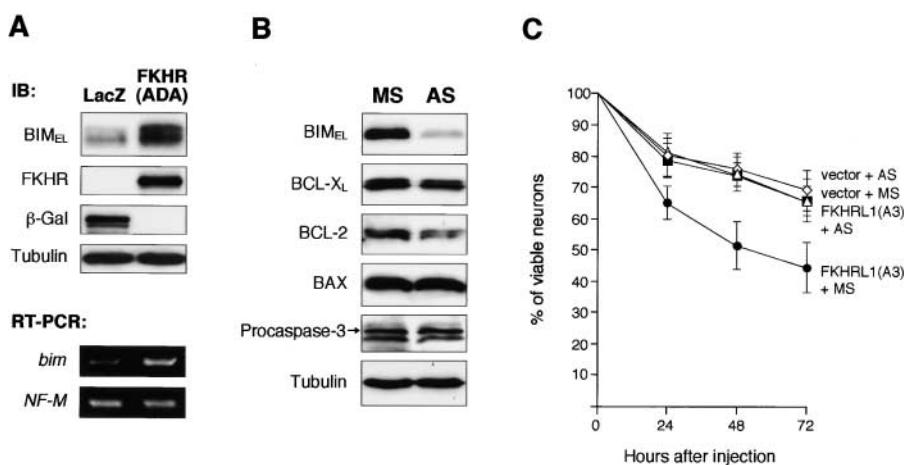 A
IB:
LacZ
FKHR
(ADA)
BIMEL
FKHR
β-Gal
Tubulin
RT-PCR:
bim
NF-M
B
MS AS
BIMEL
BCL-XL
BCL-2
BAX
Procaspase-3
Tubulin
C
% of viable neurons
100
90
80
70
60
50
40
30
20
10
0 24 48 72
Hours after injection
vector + AS
vector + MS
FKHRL1(A3)
+ AS
FKHRL1(A3)
+ MS